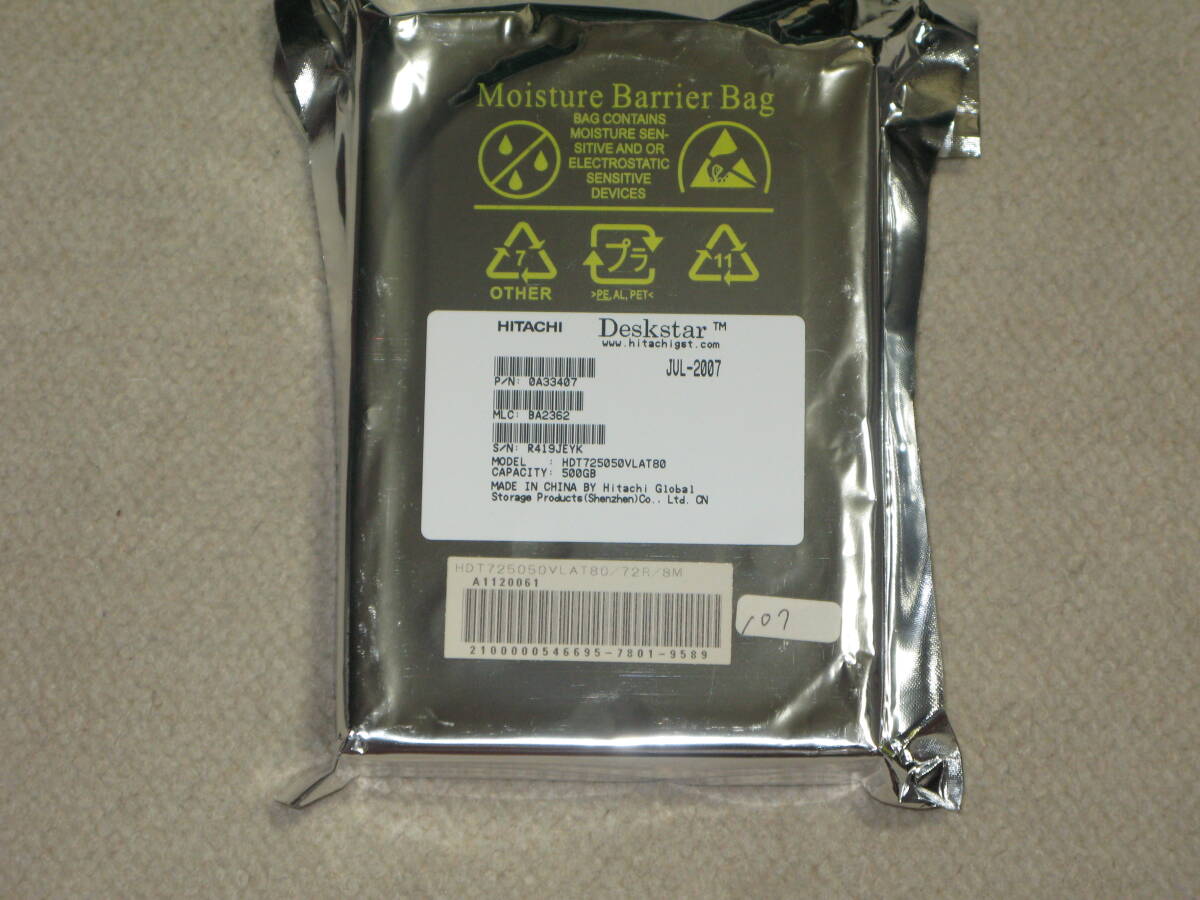 Moisture Barrier Bag
BAG CONTAINS
MOISTURE SEN-
SITIVE AND OR
ELECTROSTATIC
SENSITIVE
DEVICES
7
プラ
11
OTHER
>PE, AL, PET<
HITACHI Deskstar™
www.hitachigst.com
JUL-2007
P/N: 0A33407
MLC: BA2362
S/N: R419JEYK
MODEL : HDT725050VLAT80
CAPACITY: 500GB
MADE IN CHINA BY Hitachi Global
Storage Products(Shenzhen)Co., Ltd. CN
HDT725050VLAT80/72R/8M
A1120061
2100000546695-7801-9589
107